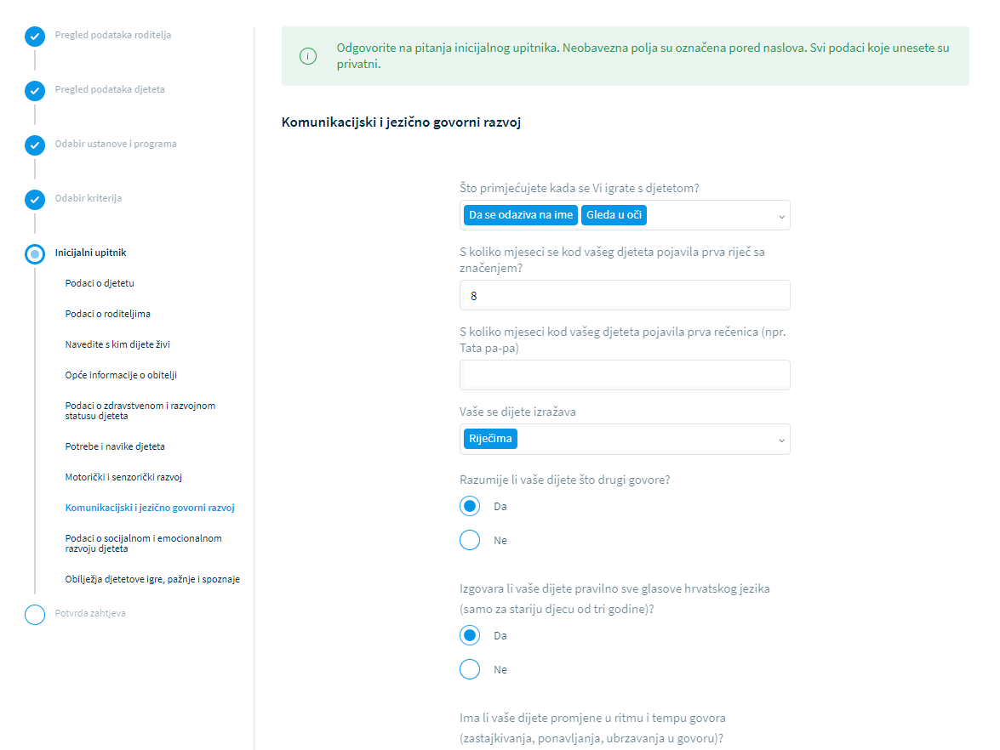 Pregled podataka roditelja
Pregled podataka djeteta
Odabir ustanove i programa
Odabir kriterija
Inicijalni upitnik
Podaci o djetetu
Podaci o roditeljima
Navedite s kim dijete živi
Opće informacije o obitelji
Podaci o zdravstvenom i razvojnom
statusu djeteta
Potrebe i navike djeteta
Motorički i senzorički razvoj
Komunikacijski i jezično govorni razvoj
Podaci o socijalnom i emocionalnom
razvoju djeteta
Obilježja djetetove igre, pažnje i spoznaje
Potvrda zahtjeva
Odgovorite na pitanja inicijalnog upitnika. Neobavezna polja su označena pored naslova. Svi podaci koje unesete su
privatni.
Komunikacijski i jezično govorni razvoj
Što primjećujete kada se Vi igrate s djetetom?
Da se odaziva na ime Gleda u oči
S koliko mjeseci se kod vašeg djeteta pojavila prva riječ sa
značenjem?
8
S koliko mjeseci kod vašeg djeteta pojavila prva rečenica (npr.
Tata pa-pa)
Vaše se dijete izražava
Riječima
Razumije li vaše dijete što drugi govore?
Da
Ne
Izgovara li vaše dijete pravilno sve glasove hrvatskog jezika
(samo za stariju djecu od tri godine)?
Da
Ne
Ima li vaše dijete promjene u ritmu i tempu govora
(zastajkivanja, ponavljanja, ubrzavanja u govoru)?